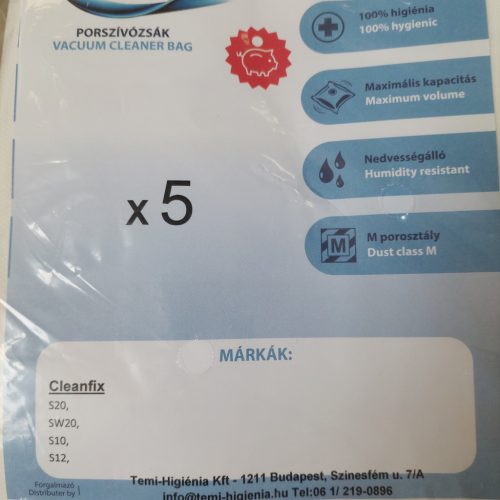 PORSZÍVÓZSÁK
VACUUM CLEANER BAG
100% higiénia
100% hygienic
Maximális kapacitás
Maximum volume
Nedvességálló
Humidity resistant
M
M porosztály
Dust class M
x 5
MÁRKÁK:
Cleanfix
S20,
SW20,
S10,
S12,
Forgalmazó
Distributer by
Temi-Higiénia Kft - 1211 Budapest, Szinesfém u. 7/A
info@temi-higienia.hu Tel:06 1/ 219-0896